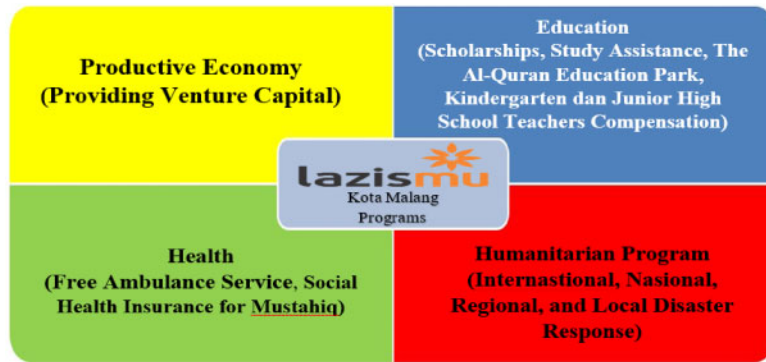 Productive Economy
(Providing Venture Capital)
Education
(Scholarships, Study Assistance, The
Al-Quran Education Park,
Kindergarten dan Junior High
School Teachers Compensation)
lazismu
Kota Malang
Programs
Health
(Free Ambulance Service, Social
Health Insurance for Mustahiq)
Humanitarian Program
(Internastional, Nasional,
Regional, and Local Disaster
Response)